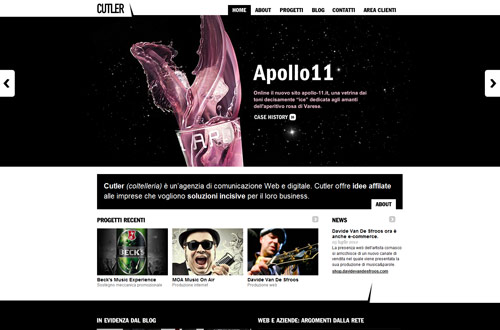 CUTLER
HOME ABOUT PROGETTI BLOG CONTATTI AREA CLIENTI
Apollo11
Online il nuovo sito apollo-11.it, una vetrina dai
toni decisamente "ice" dedicata agli amanti
dell'aperitivo rosa di Varese.
CASE HISTORY
Cutler (coltelleria) è un'agenzia di comunicazione Web e digitale. Cutler offre idee affilate
alle imprese che vogliono soluzioni incisive per il loro business.
ABOUT
PROGETTI RECENTI
NEWS
BECK'S
Beck's Music Experience
Sostegno meccanica promozionale
MOA Music On Air
Produzione internet
Davide Van De Sfroos
Produzione web
Davide Van De Sfroos ora è
anche e-commerce.
La presenza web dell'artista comasco
si arricchisce di un nuovo canale di
vendita nel quale viene presentata la
sua produzione di musica&parole
shop.davidevandesfroos.com
IN EVIDENZA DAL BLOG
WEB E AZIENDE: ARGOMENTI DALLA RETE